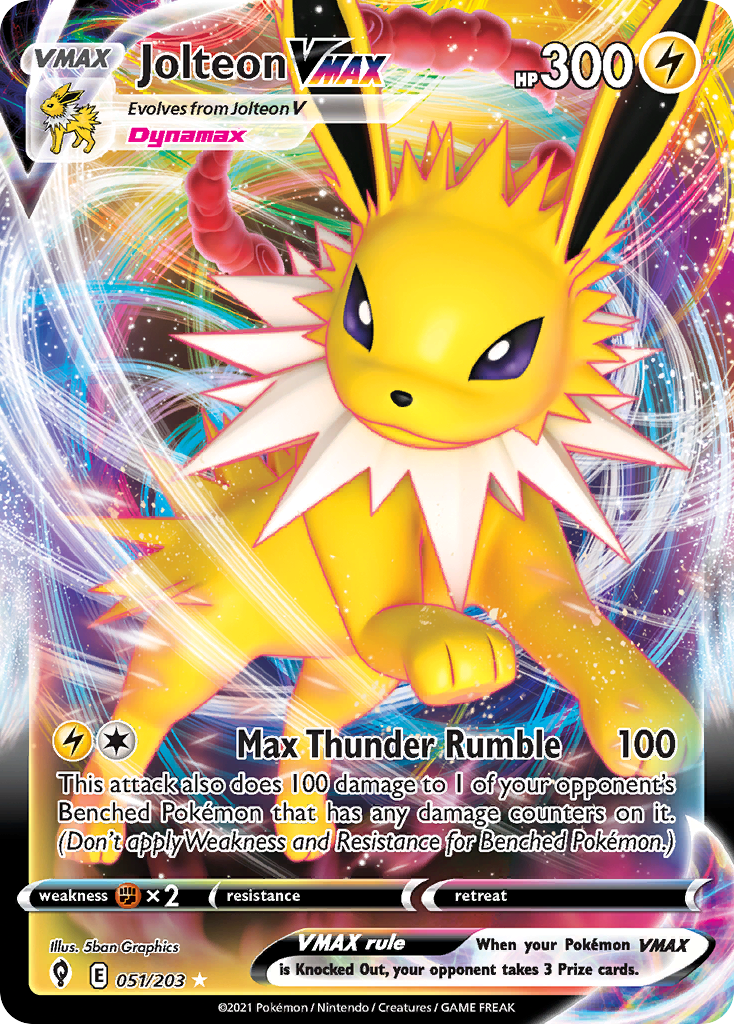 VMAX
Jolteon VMAX
HP 300
Evolves from Jolteon V
Dynamax
Max Thunder Rumble 100
This attack also does 100 damage to 1 of your opponent's
Benched Pokémon that has any damage counters on it.
(Don't apply Weakness and Resistance for Benched Pokémon.)
weakness ×2 resistance retreat
Illus. 5ban Graphics
VMAX rule When your Pokémon VMAX
is Knocked Out, your opponent takes 3 Prize cards.
E 051/203
©2021 Pokémon / Nintendo / Creatures / GAME FREAK